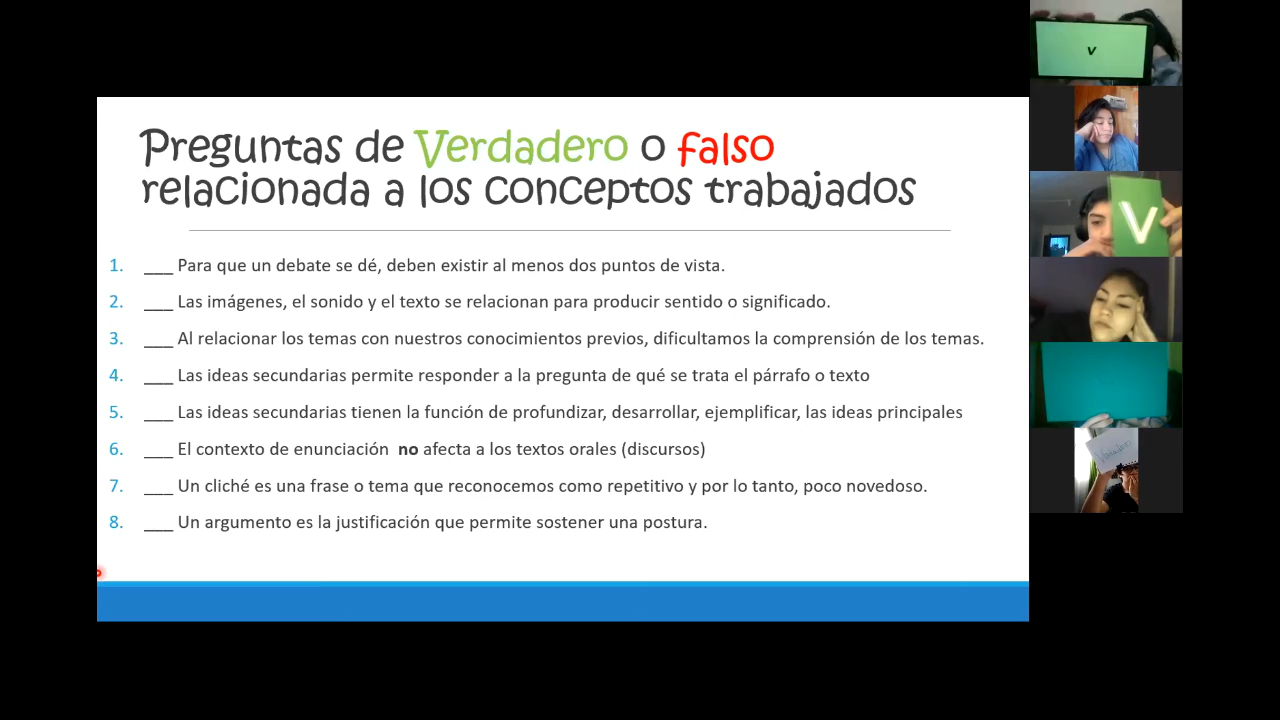 Preguntas de Verdadero o falso
relacionada a los conceptos trabajados
1. ___ Para que un debate se dé, deben existir al menos dos puntos de vista.
2. ___ Las imágenes, el sonido y el texto se relacionan para producir sentido o significado.
3. ___ Al relacionar los temas con nuestros conocimientos previos, dificultamos la comprensión de los temas.
4. ___ Las ideas secundarias permite responder a la pregunta de qué se trata el párrafo o texto
5. ___ Las ideas secundarias tienen la función de profundizar, desarrollar, ejemplificar, las ideas principales
6. ___ El contexto de enunciación no afecta a los textos orales (discursos)
7. ___ Un cliché es una frase o tema que reconocemos como repetitivo y por lo tanto, poco novedoso.
8. ___ Un argumento es la justificación que permite sostener una postura.
v
V
Verdadero